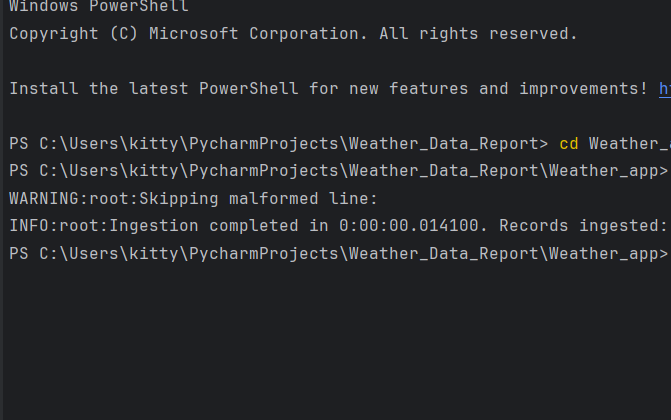 Windows PowerShell
Copyright (C) Microsoft Corporation. All rights reserved.
Install the latest PowerShell for new features and improvements!
PS C:\Users\kitty\PycharmProjects\Weather_Data_Report> cd Weather_
PS C:\Users\kitty\PycharmProjects\Weather_Data_Report\Weather_app>
WARNING:root:Skipping malformed line:
INFO:root:Ingestion completed in 0:00:00.014100. Records ingested:
PS C:\Users\kitty\PycharmProjects\Weather_Data_Report\Weather_app>